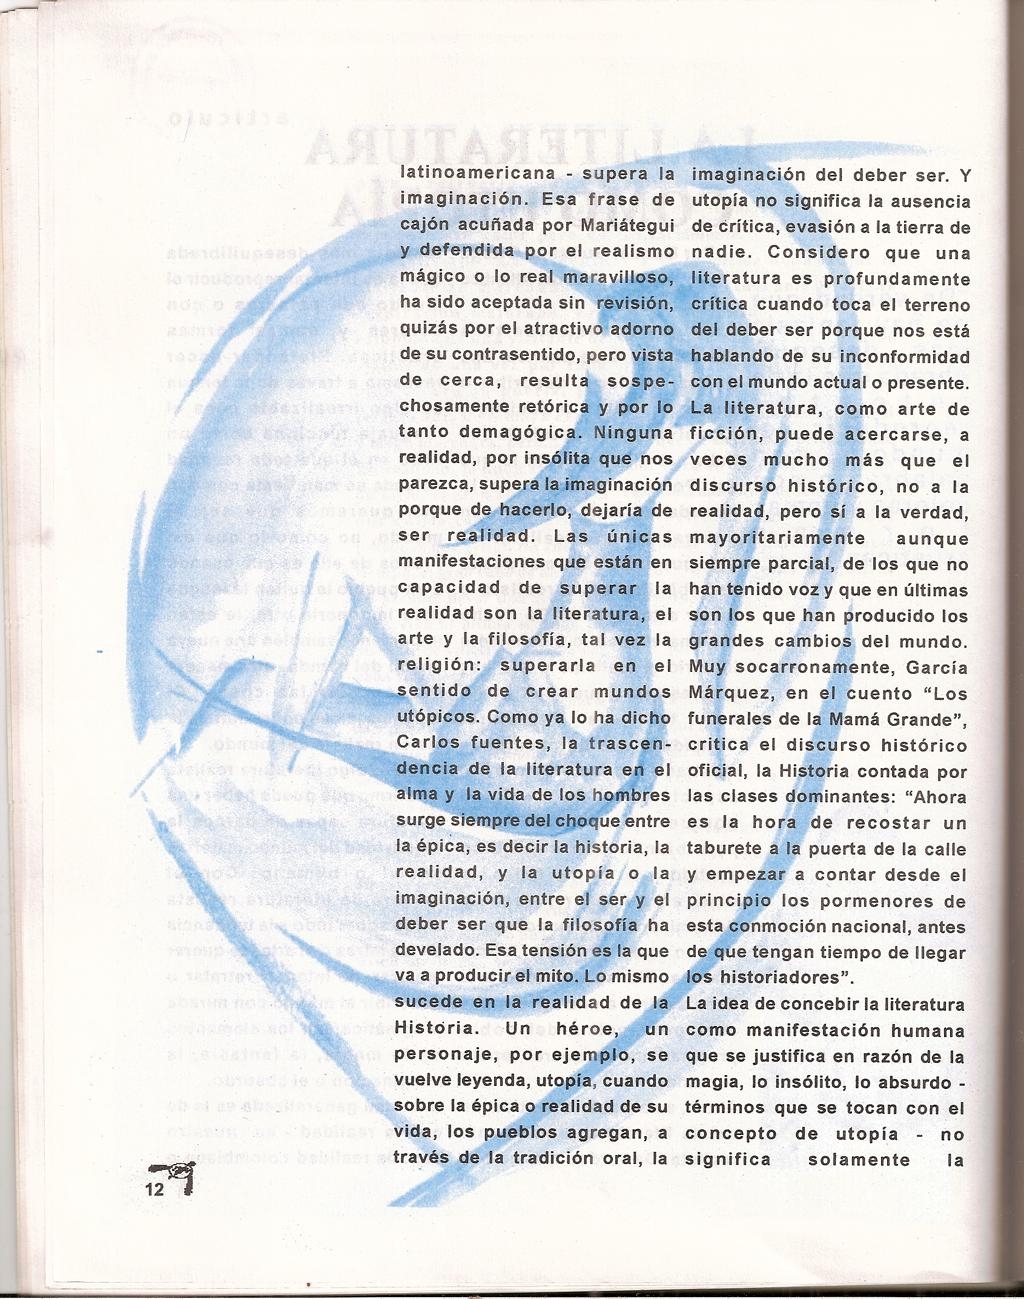 latinoamericana - supera la
imaginación. Esa frase de
cajón acuñada por Mariátegui
y defendida por el realismo
mágico o lo real maravilloso,
ha sido aceptada sin revisión,
quizás por el atractivo adorno
de su contrasentido, pero vista
de cerca, resulta sospe-
chosamente retórica y por lo
tanto demagógica. Ninguna
realidad, por insólita que nos
parezca, supera la imaginación
porque de hacerlo, dejaría de
ser realidad. Las únicas
manifestaciones que están en
capacidad de superar la
realidad son la literatura, el
arte y la filosofía, tal vez la
religión: superarla en el
sentido de crear mundos
utópicos. Como ya lo ha dicho
Carlos fuentes, la trascen-
dencia de la literatura en el
alma y la vida de los hombres
surge siempre del choque entre
la épica, es decir la historia, la
realidad, y la utopía o la
imaginación, entre el ser y el
deber ser que la filosofía ha
develado. Esa tensión es la que
va a producir el mito. Lo mismo
sucede en la realidad de la
Historia. Un héroe, un
personaje, por ejemplo, se
vuelve leyenda, utopía, cuando
sobre la épica o realidad de su
vida, los pueblos agregan, a
través de la tradición oral, la
imaginación del deber ser. Y
utopía no significa la ausencia
de crítica, evasión a la tierra de
nadie. Considero que una
literatura es profundamente
crítica cuando toca el terreno
del deber ser porque nos está
hablando de su inconformidad
con el mundo actual o presente.
La literatura, como arte de
ficción, puede acercarse, a
veces mucho más que el
discurso histórico, no a la
realidad, pero sí a la verdad,
mayoritariamente aunque
siempre parcial, de los que no
han tenido voz y que en últimas
son los que han producido los
grandes cambios del mundo.
Muy socarronamente, García
Márquez, en el cuento “Los
funerales de la Mamá Grande”,
critica el discurso histórico
oficial, la Historia contada por
las clases dominantes: “Ahora
es la hora de recostar un
taburete a la puerta de la calle
y empezar a contar desde el
principio los pormenores de
esta conmoción nacional, antes
de que tengan tiempo de llegar
los historiadores”.
La idea de concebir la literatura
como manifestación humana
que se justifica en razón de la
magia, lo insólito, lo absurdo -
términos que se tocan con el
concepto de utopía - no
significa solamente la
12